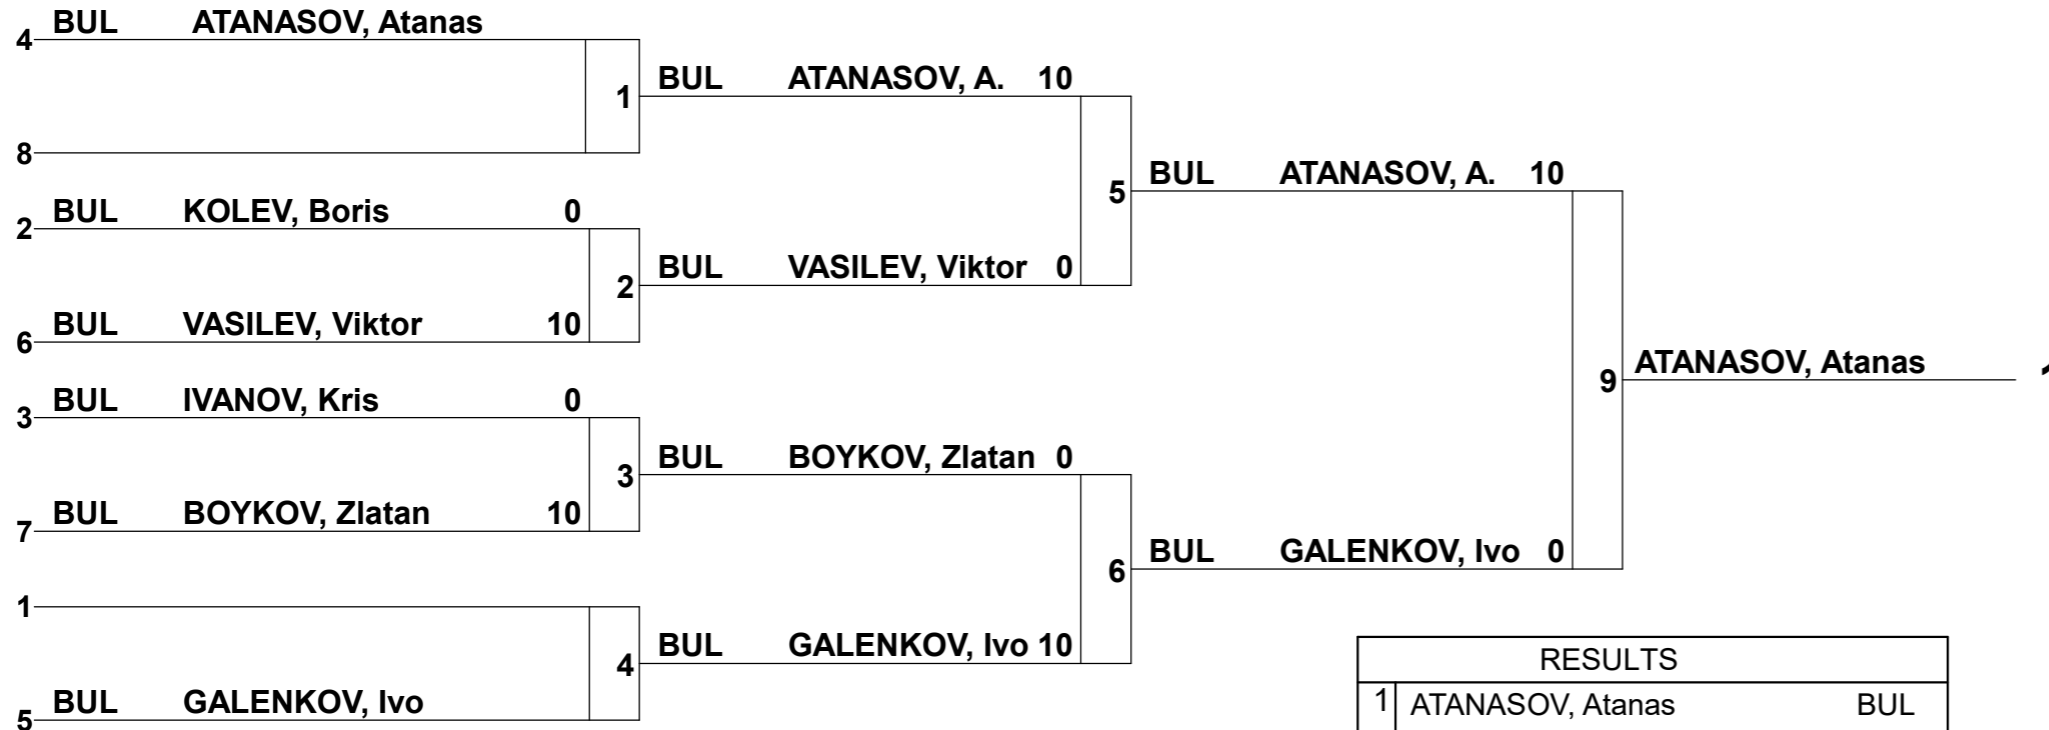 4 BUL ATANASOV, Atanas
1 BUL ATANASOV, A. 10
8
5 BUL ATANASOV, A. 10
2 BUL KOLEV, Boris 0
2 BUL VASILEV, Viktor 0
6 BUL VASILEV, Viktor 10
9 ATANASOV, Atanas
3 BUL IVANOV, Kris 0
3 BUL BOYKOV, Zlatan 0
7 BUL BOYKOV, Zlatan 10
6 BUL GALENKOV, Ivo 0
1
4 BUL GALENKOV, Ivo 10
5 BUL GALENKOV, Ivo
RESULTS
1 ATANASOV, Atanas BUL